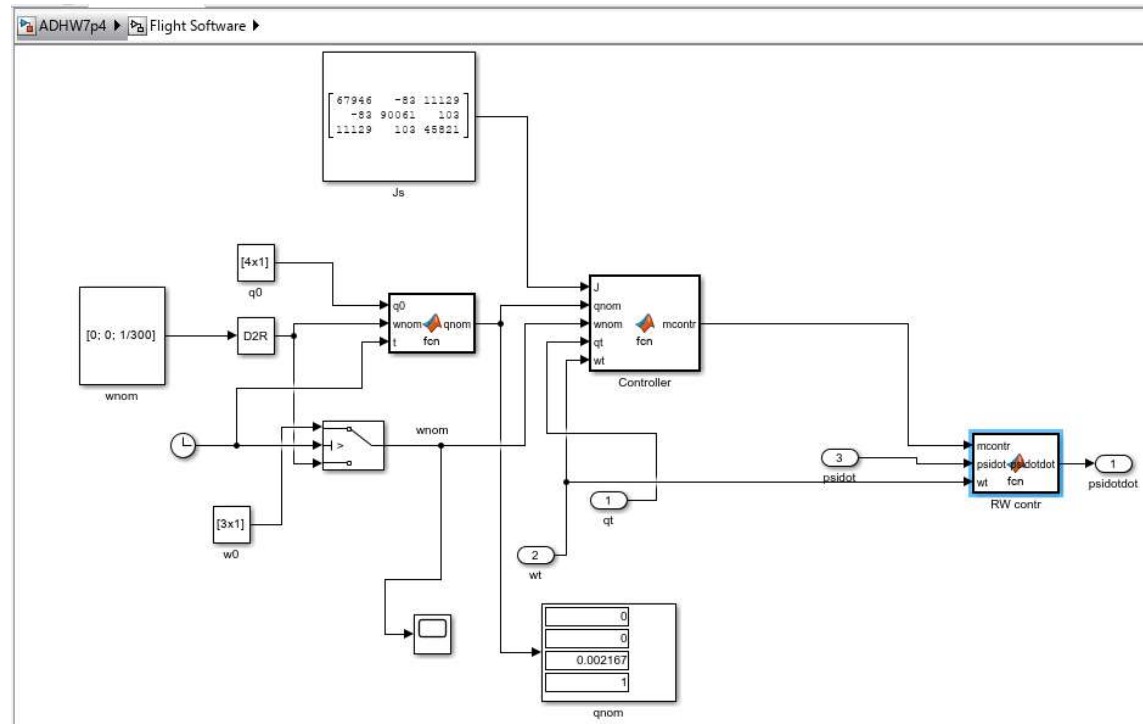 ADHW7p4 Flight Software
67946 -83 11129
-83 90061 103
11129 103 45821
Js
[4x1]
q0
[0; 0; 1/300]
wnom
D2R
q0
wnom qnom
t fcn
J
qnom
wnom mcontr
qt fcn
wt
Controller
wnom
>
[3x1]
w0
3
psidot
1
qt
2
wt
mcontr
psidot psidotdot
wt fcn
RW contr
1
psidotdot
0
0
0.002167
1
qnom